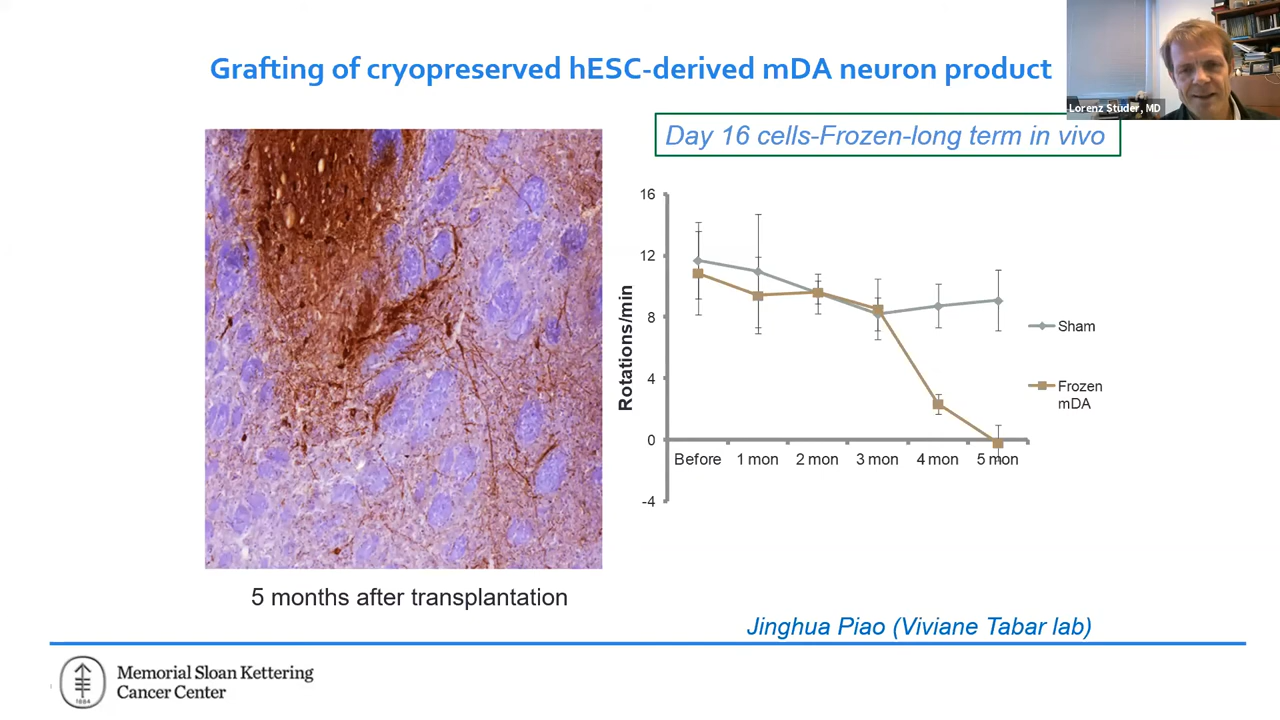 Grafting of cryopreserved hESC-derived mDA neuron product
Lorenz Studer, MD
Day 16 cells-Frozen-long term in vivo
16
12
8
4
0
-4
Rotations/min
Before 1 mon 2 mon 3 mon 4 mon 5 mon
Sham
Frozen
mDA
5 months after transplantation
Jinghua Piao (Viviane Tabar lab)
1884
Memorial Sloan Kettering
Cancer Center